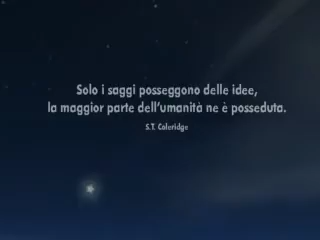 Solo i saggi posseggono delle idee,
la maggior parte dell'umanità ne è posseduta.
S.T. Coleridge